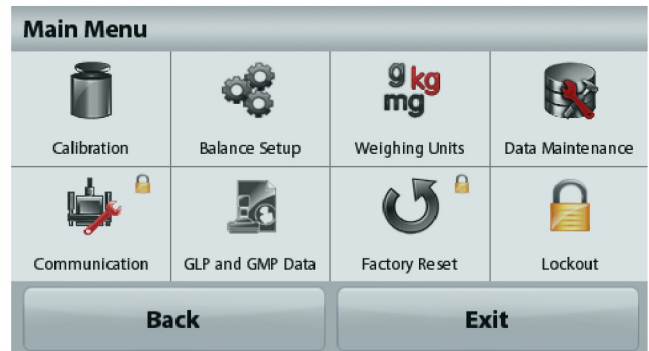 Main Menu
g kg
mg
Calibration
Balance Setup
Weighing Units
Data Maintenance
Communication
GLP and GMP Data
Factory Reset
Lockout
Back
Exit